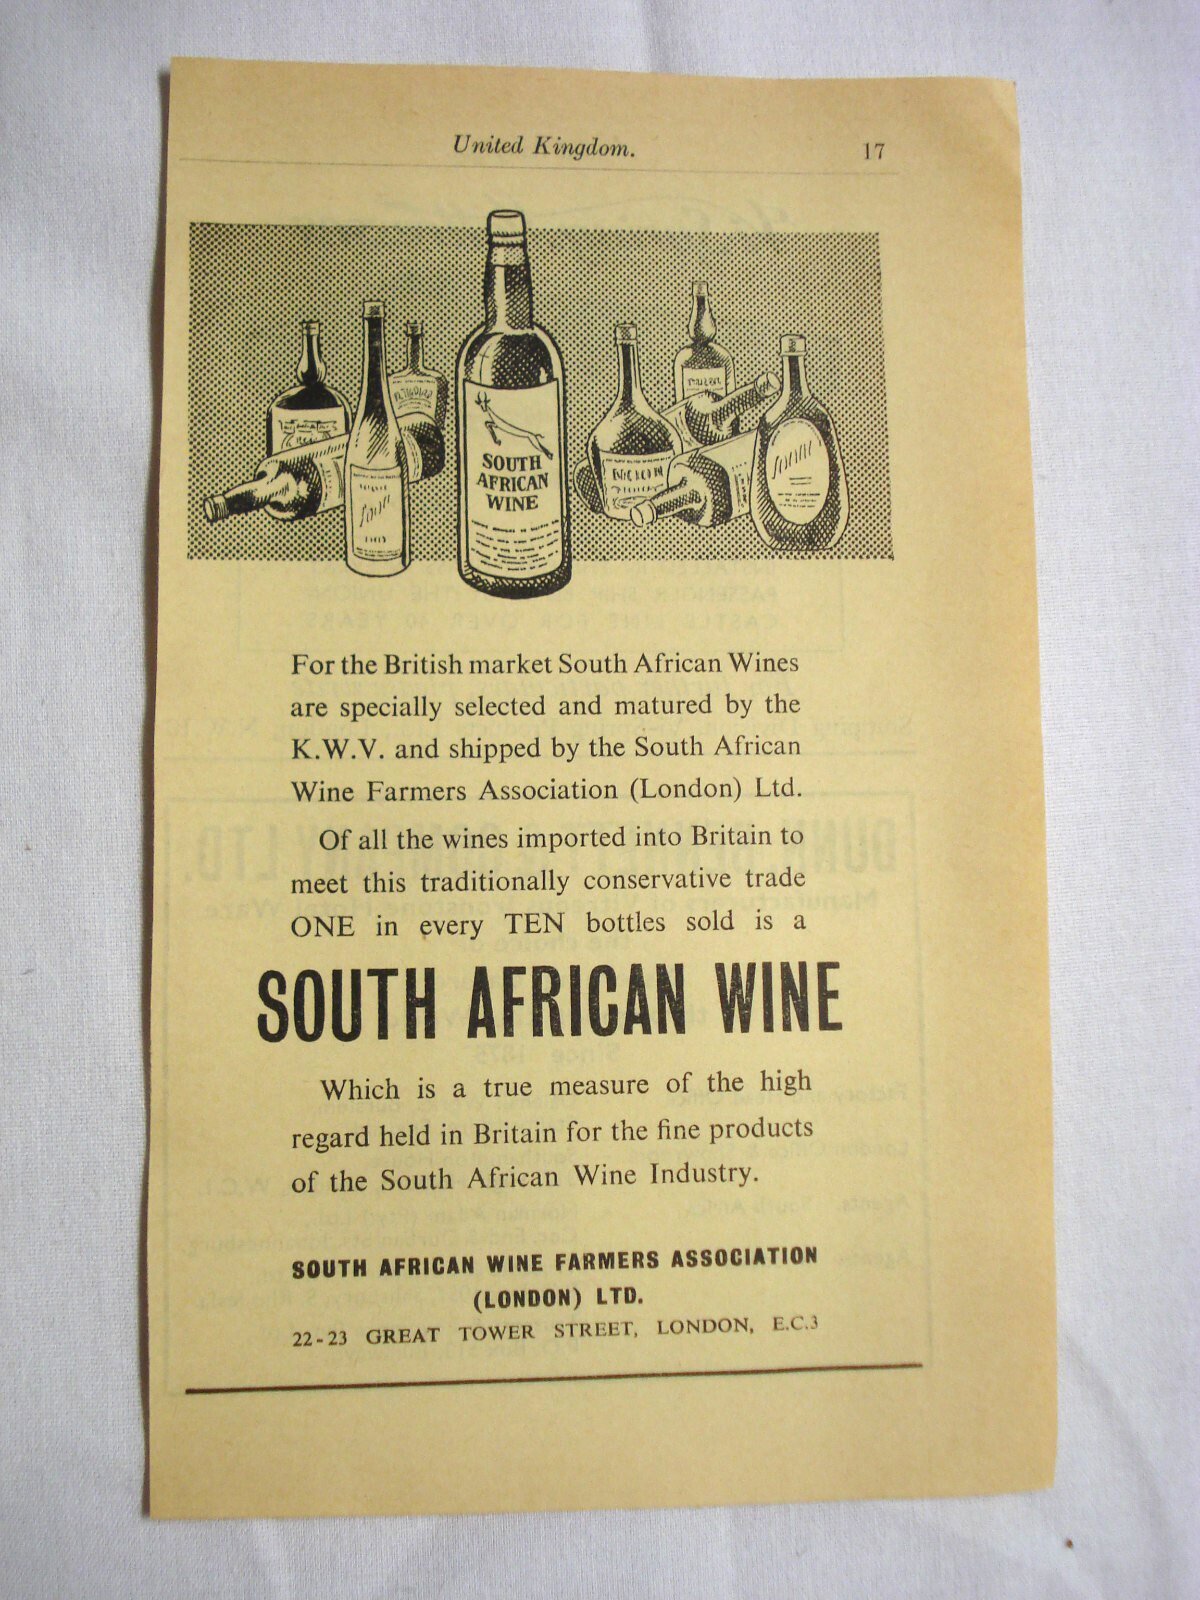 United Kingdom.
17
SOUTH
AFRICAN
WINE
For the British market South African Wines
are specially selected and matured by the
K.W.V. and shipped by the South African
Wine Farmers Association (London) Ltd.
Of all the wines imported into Britain to
meet this traditionally conservative trade
ONE in every TEN bottles sold is a
SOUTH AFRICAN WINE
Which is a true measure of the high
regard held in Britain for the fine products
of the South African Wine Industry.
SOUTH AFRICAN WINE FARMERS ASSOCIATION
(LONDON) LTD.
22-23 GREAT TOWER STREET, LONDON, E.C.3